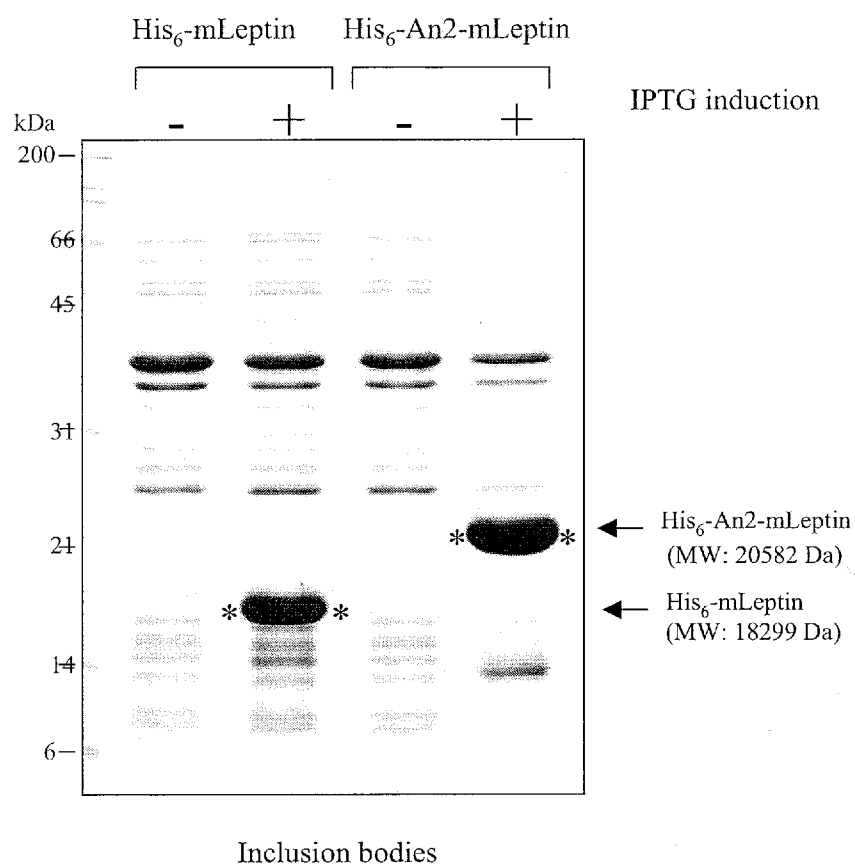 His6-mLeptin His6-An2-mLeptin
IPTG induction
kDa - + - +
200
66
45
31
* * His6-An2-mLeptin
21 (MW: 20582 Da)
* * His6-mLeptin
(MW: 18299 Da)
14
6
Inclusion bodies